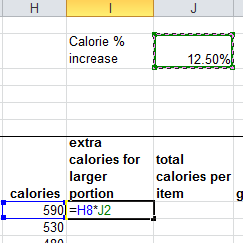 H I J
Calorie %
increase 12.50%
extra
calories for total
larger calories per
calories portion item
590 =H8*J2
530